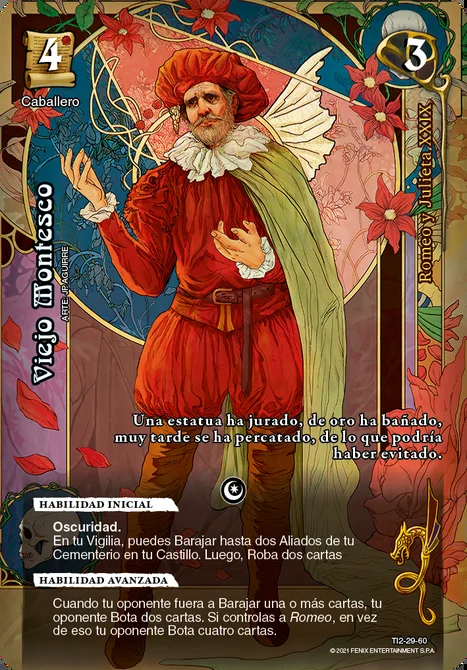 4
3
Caballero
Viejo Montesco
ARTE: JP AGUIRRE
Romeo y Julieta XXIX
Una estatua ha jurado, de oro ha bañado,
muy tarde se ha percatado, de lo que podría
haber evitado.
HABILIDAD INICIAL
Oscuridad.
En tu Vigilia, puedes Barajar hasta dos Aliados de tu
Cementerio en tu Castillo. Luego, Roba dos cartas
HABILIDAD AVANZADA
Cuando tu oponente fuera a Barajar una o más cartas, tu
oponente Bota dos cartas. Si controlas a Romeo, en vez
de eso tu oponente Bota cuatro cartas.
TI2-29-60
© 2021 FENIX ENTERTAINMENT S.P.A.